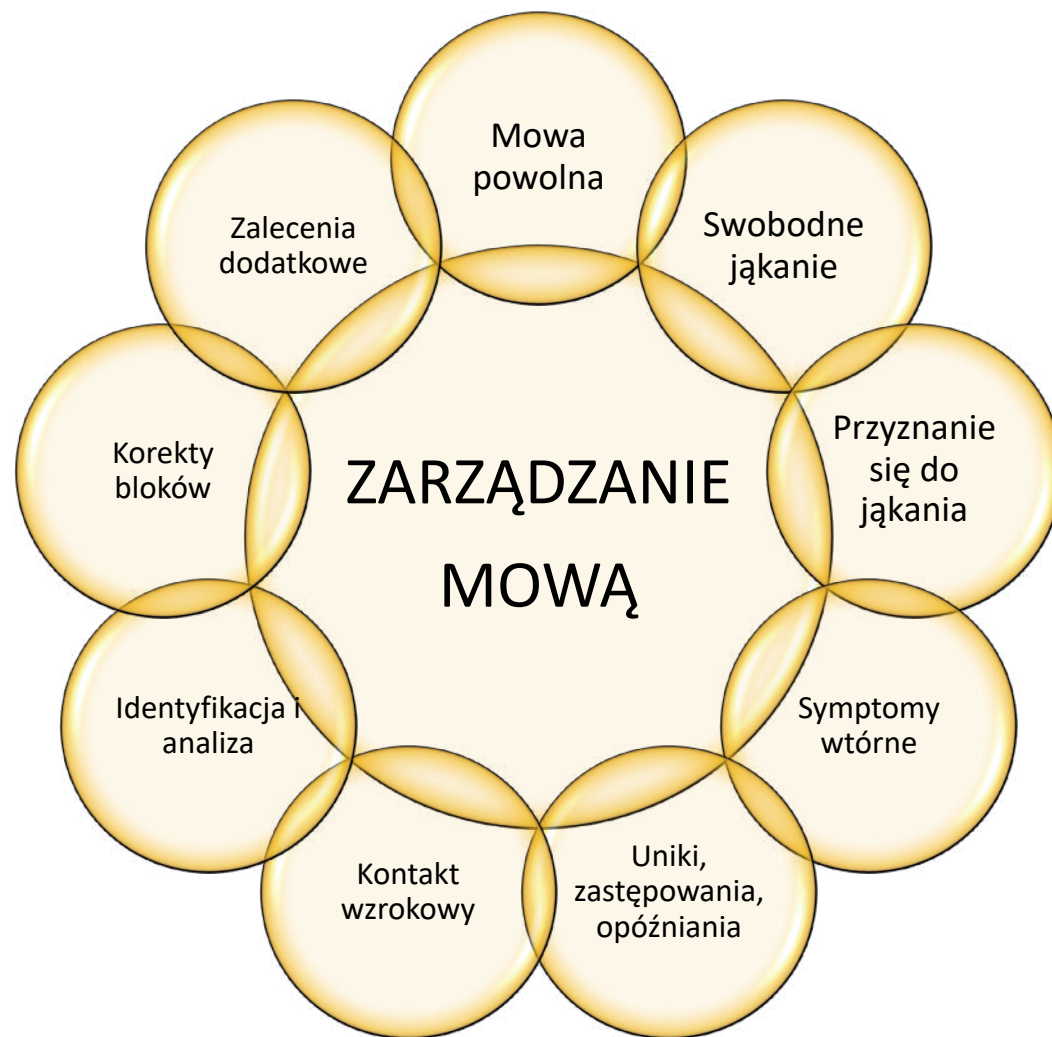 Mowa
powolna
Swobodne
jąkanie
Przyznanie
się do
jąkania
Symptomy
wtórne
Uniki,
zastępowania,
opóźniania
Kontakt
wzrokowy
Identyfikacja i
analiza
Korekty
bloków
Zalecenia
dodatkowe
ZARZĄDZANIE
MOWĄ